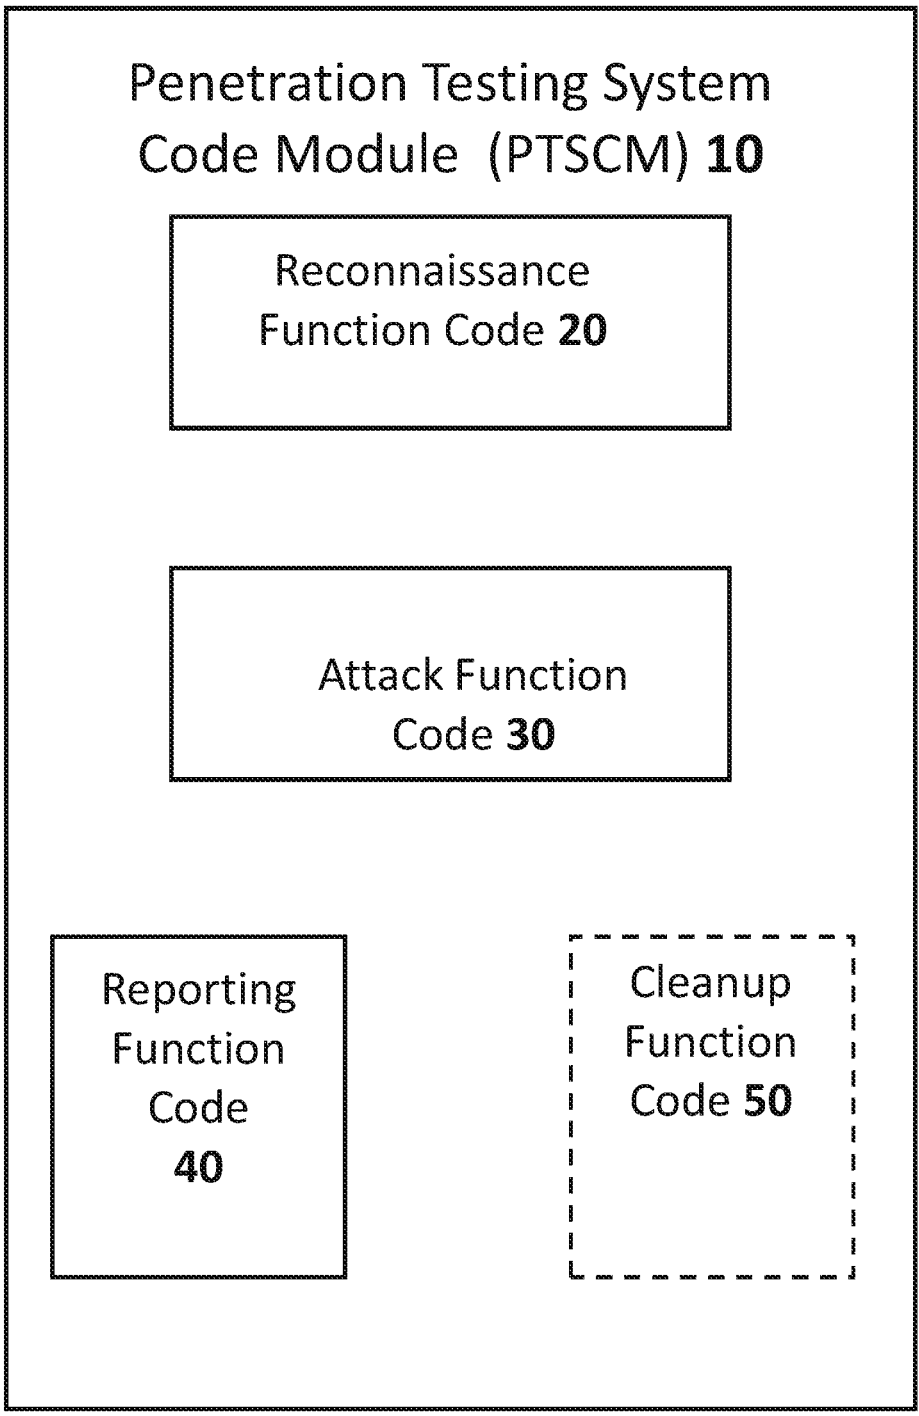 Penetration Testing System
Code Module (PTSCM) 10
Reconnaissance
Function Code 20
Attack Function
Code 30
Reporting
Function
Code
40
Cleanup
Function
Code 50